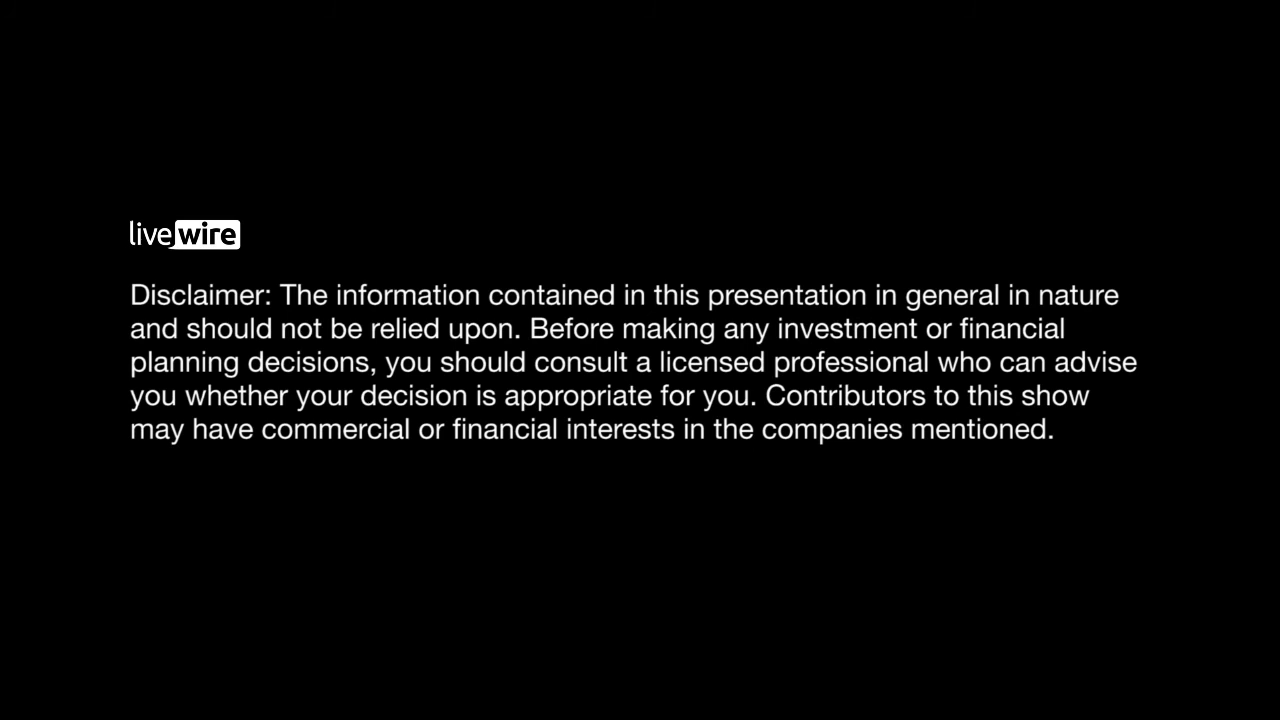 livewire
Disclaimer: The information contained in this presentation in general in nature
and should not be relied upon. Before making any investment or financial
planning decisions, you should consult a licensed professional who can advise
you whether your decision is appropriate for you. Contributors to this show
may have commercial or financial interests in the companies mentioned.